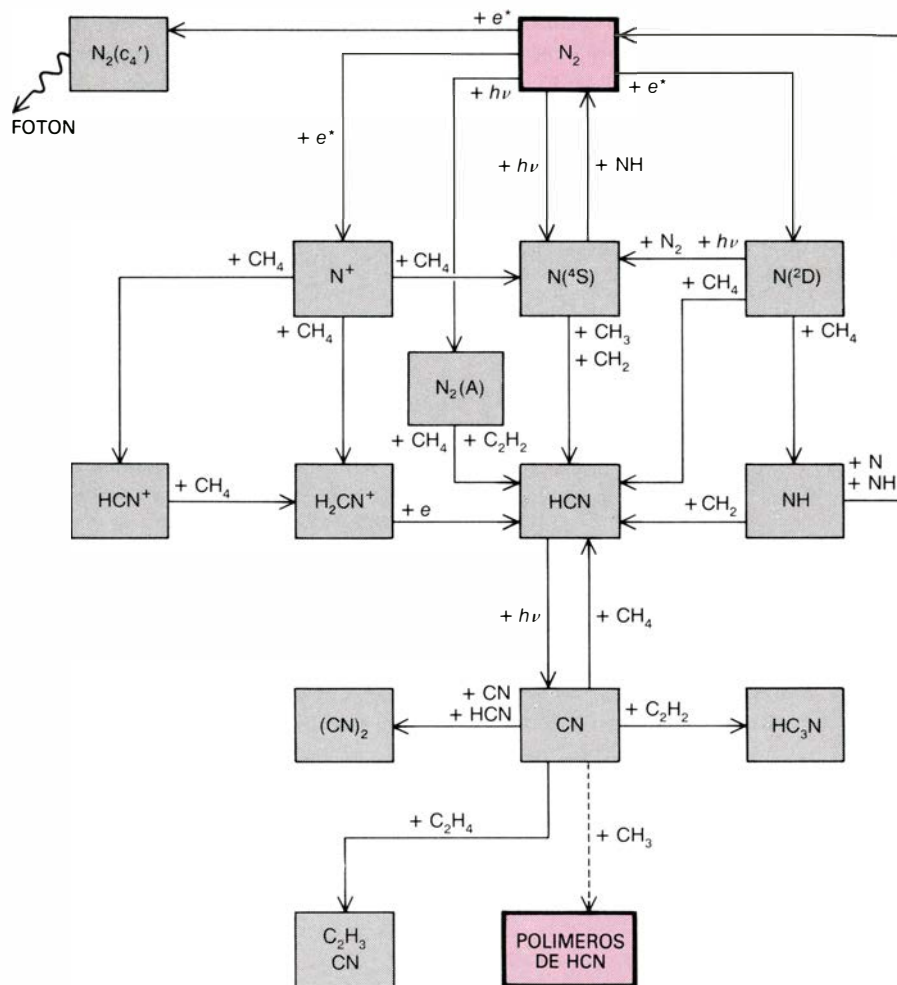 + e*
N₂(c₄')
N₂
+ hν
+ e*
FOTON
+ e*
+ hν
+ NH
+ CH₄
N⁺
+ CH₄
N(⁴S)
+ N₂ + hν
N(²D)
+ CH₄
+ CH₄
+ CH₃
+ CH₂
+ CH₄
N₂(A)
+ CH₄
+ C₂H₂
HCN⁺
+ CH₄
H₂CN⁺
+ e
HCN
+ CH₂
NH
+ N
+ NH
+ hν
+ CH₄
(CN)₂
+ CN
+ HCN
CN
+ C₂H₂
HC₃N
+ C₂H₄
+ CH₃
C₂H₃
CN
POLIMEROS
DE HCN